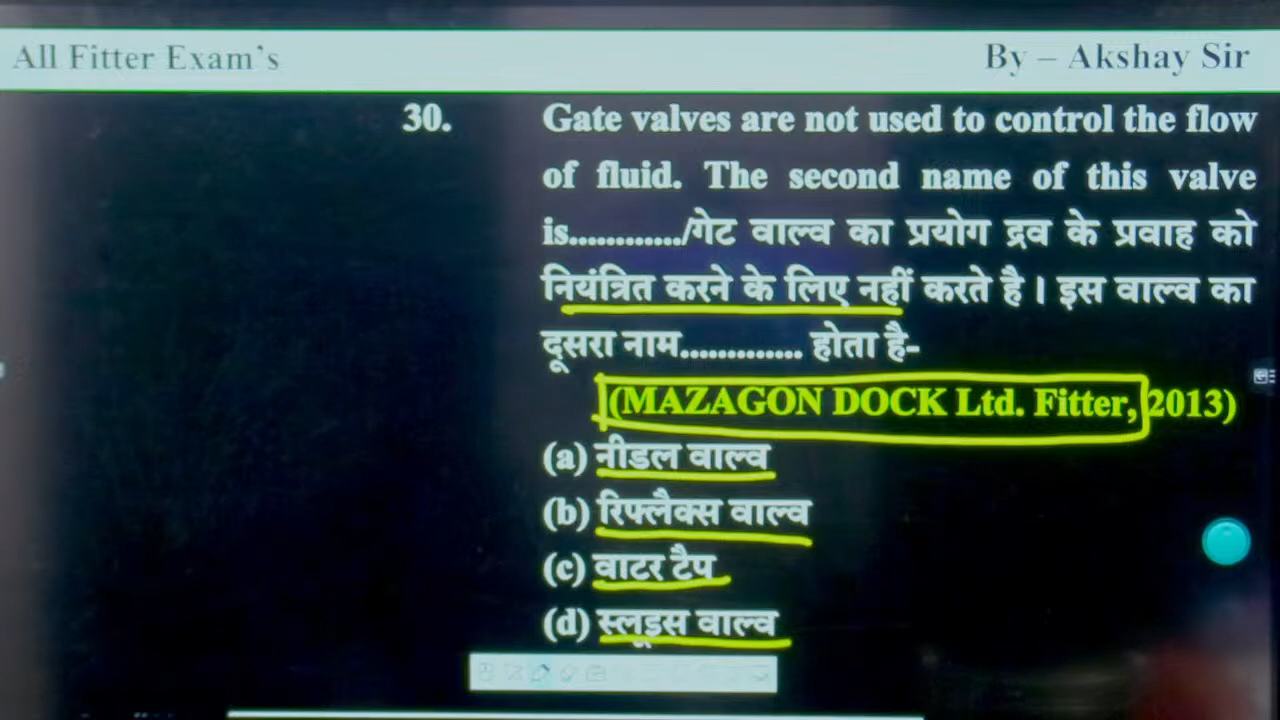 All Fitter Exam's
By – Akshay Sir
30.
Gate valves are not used to control the flow
of fluid. The second name of this valve
is............/गेट वाल्व का प्रयोग द्रव के प्रवाह को
नियंत्रित करने के लिए नहीं करते है। इस वाल्व का
दूसरा नाम............. होता है-
(MAZAGON DOCK Ltd. Fitter, 2013)
(a) नीडल वाल्व
(b) रिफ्लैक्स वाल्व
(c) वाटर टैप
(d) स्लूइस वाल्व